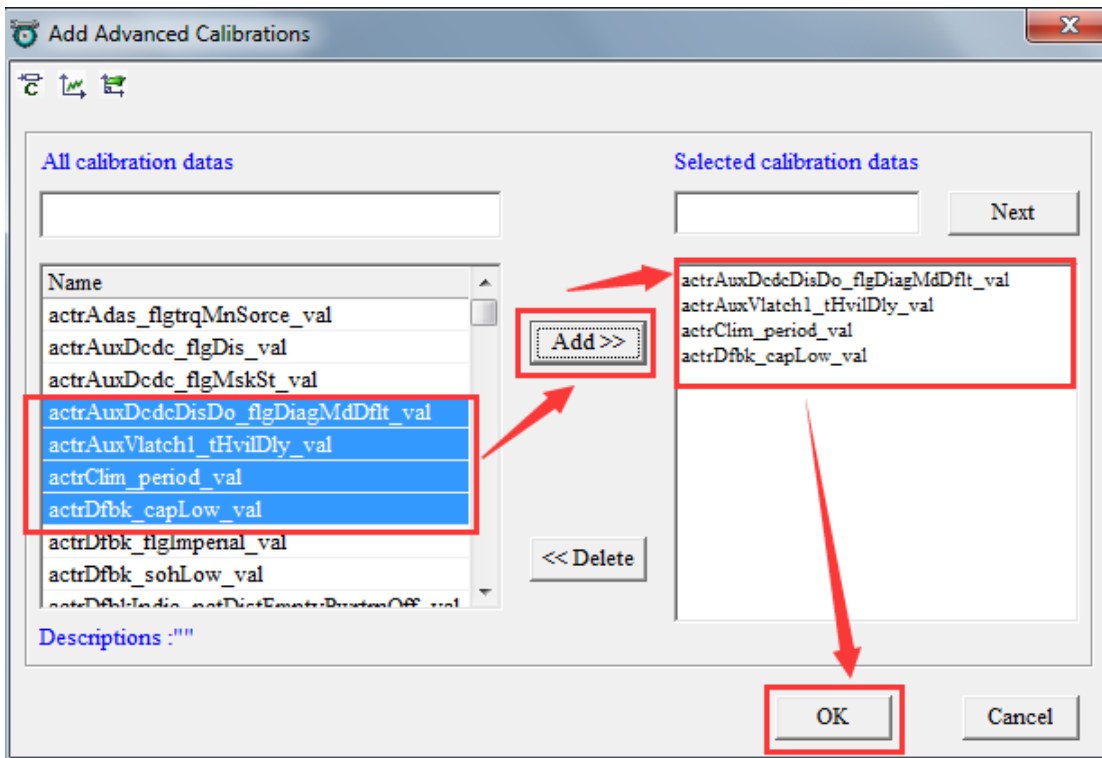 Add Advanced Calibrations
All calibration datas
Selected calibration datas
Next
Name
actrAdas_flgtrqMnSorce_val
actrAuxDcdc_flgDis_val
actrAuxDcdc_flgMskSt_val
actrAuxDcdcDisDo_flgDiagMdDflt_val
actrAuxVlatch1_tHvilDly_val
actrClim_period_val
actrDfbk_capLow_val
actrDfbk_flgImpenal_val
actrDfbk_sohLow_val
Add >>
<< Delete
actrAuxDcdcDisDo_flgDiagMdDflt_val
actrAuxVlatch1_tHvilDly_val
actrClim_period_val
actrDfbk_capLow_val
Descriptions :""
OK
Cancel